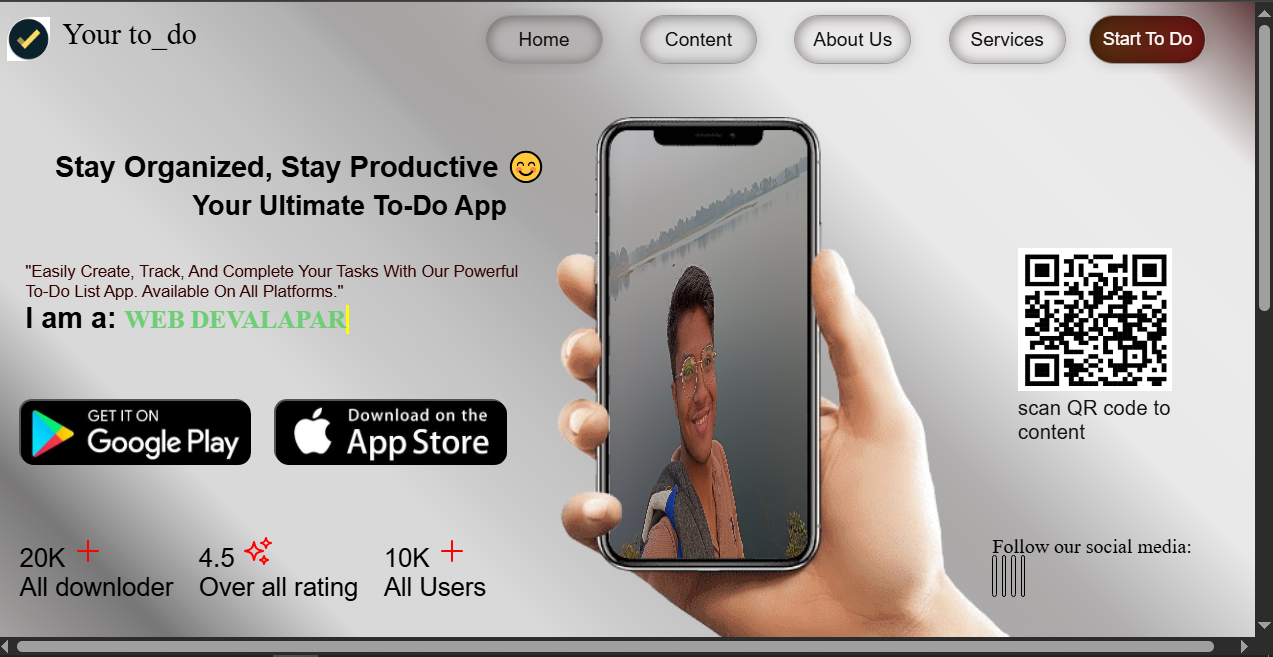 Your to_do
Home
Content
About Us
Services
Start To Do
Stay Organized, Stay Productive 😊
Your Ultimate To-Do App
"Easily Create, Track, And Complete Your Tasks With Our Powerful
To-Do List App. Available On All Platforms."
I am a: WEB DEVALAPAR
GET IT ON
Google Play
Download on the
App Store
scan QR code to
content
20K +
All downloder
4.5
Over all rating
10K +
All Users
Follow our social media: